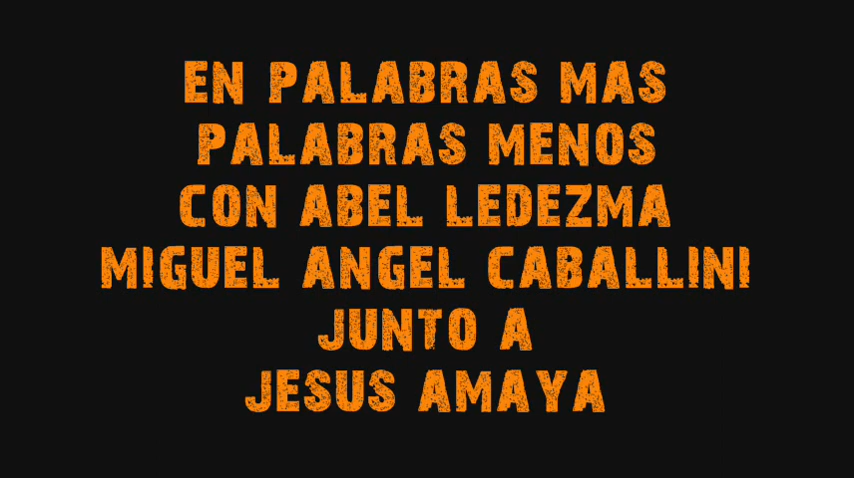 EN PALABRAS MAS
PALABRAS MENOS
CON ABEL LEDEZMA
MIGUEL ANGEL CABALLINI
JUNTO A
JESUS AMAYA